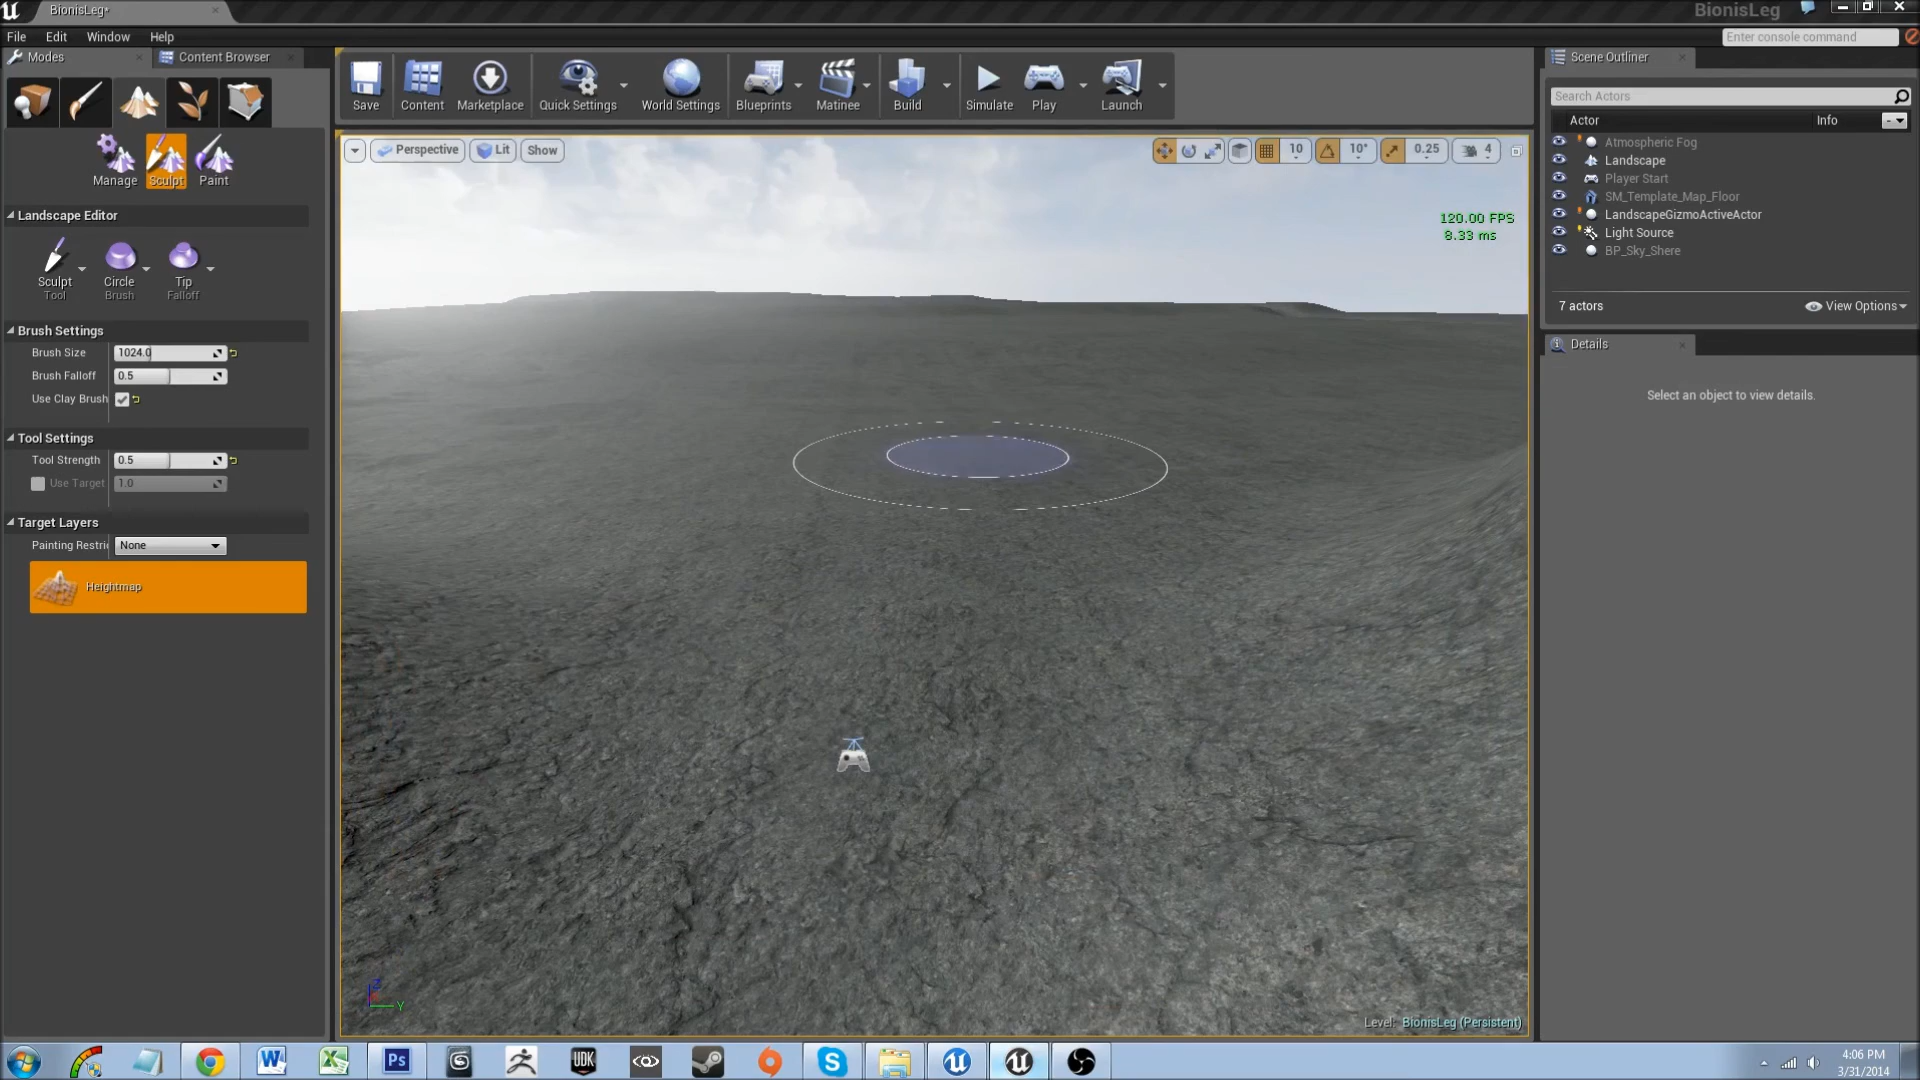 BionisLeg*
BionisLeg
File Edit Window Help
Enter console command
Modes
Content Browser
Save
Content
Marketplace
Quick Settings
World Settings
Blueprints
Matinee
Build
Simulate
Play
Launch
Manage
Sculpt
Paint
Landscape Editor
Sculpt
Tool
Circle
Brush
Tip
Falloff
Brush Settings
Brush Size 1024.0
Brush Falloff 0.5
Use Clay Brush
Tool Settings
Tool Strength 0.5
Use Target 1.0
Target Layers
Painting Restri None
Heightmap
Perspective
Lit
Show
10
10°
0.25
4
120.00 FPS
8.33 ms
Z
Y
Level: BionisLeg (Persistent)
Scene Outliner
Search Actors
Actor Info
Atmospheric Fog
Landscape
Player Start
SM_Template_Map_Floor
LandscapeGizmoActiveActor
Light Source
BP_Sky_Shere
7 actors
View Options
Details
Select an object to view details.
Ps
UDK
4:06 PM
3/31/2014